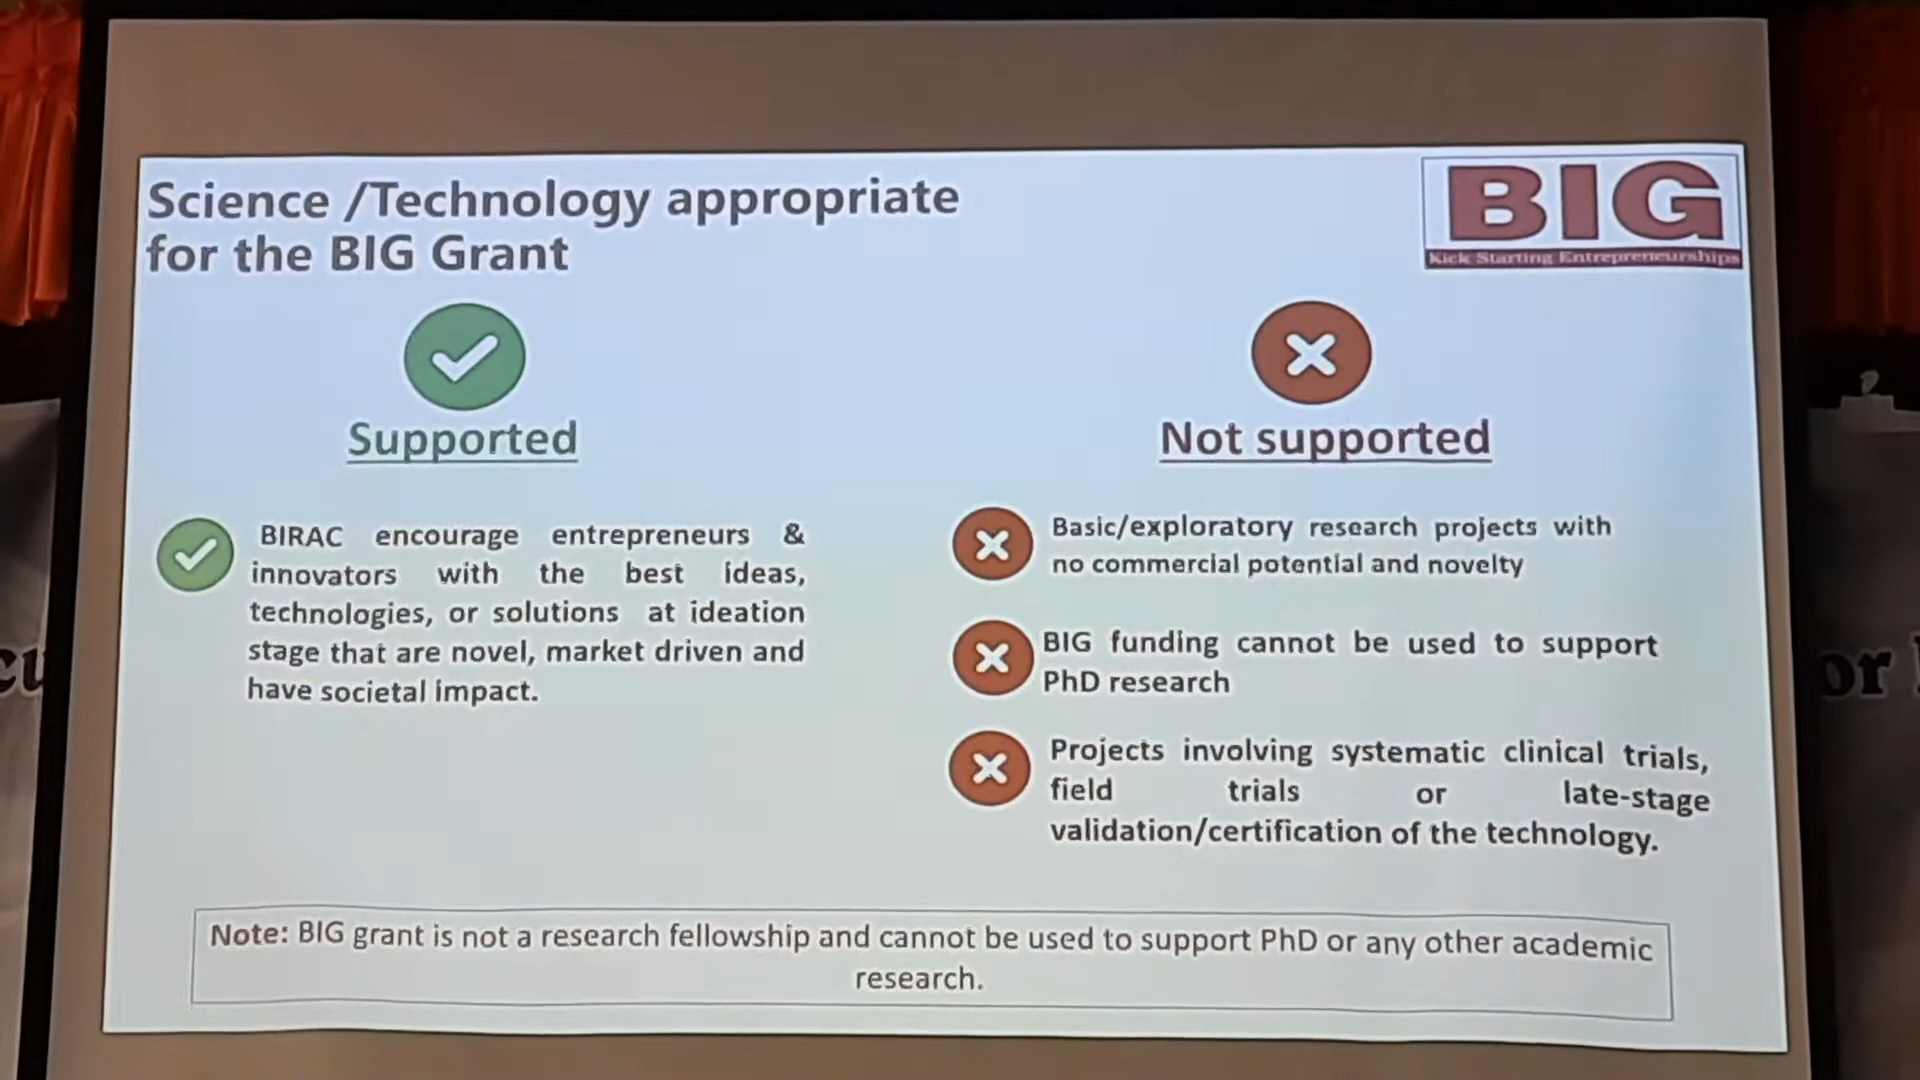 Science /Technology appropriate
for the BIG Grant
BIG
Kick Starting Entrepreneurships
Supported
Not supported
BIRAC encourage entrepreneurs &
innovators with the best ideas,
technologies, or solutions at ideation
stage that are novel, market driven and
have societal impact.
Basic/exploratory research projects with
no commercial potential and novelty
BIG funding cannot be used to support
PhD research
Projects involving systematic clinical trials,
field trials or late-stage
validation/certification of the technology.
Note: BIG grant is not a research fellowship and cannot be used to support PhD or any other academic
research.
or